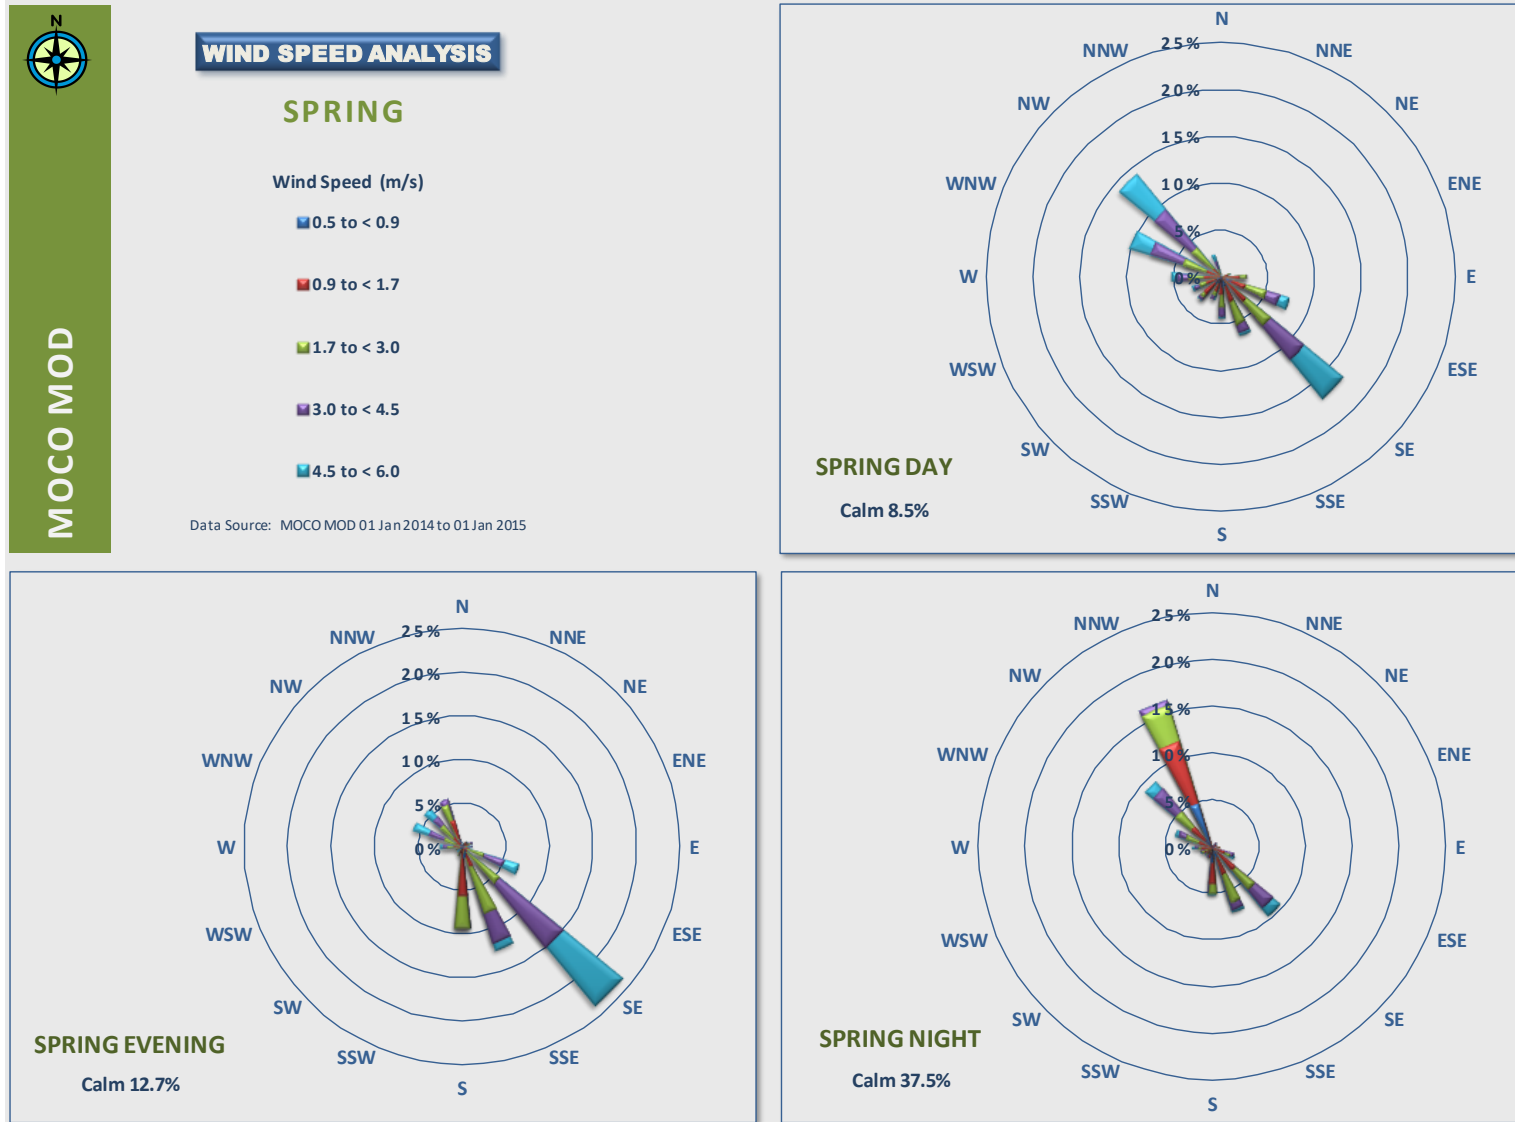 N
MOCO MOD
WIND SPEED ANALYSIS
SPRING
Wind Speed (m/s)
0.5 to < 0.9
0.9 to < 1.7
1.7 to < 3.0
3.0 to < 4.5
4.5 to < 6.0
Data Source: MOCO MOD 01 Jan 2014 to 01 Jan 2015
N
NNW 25% NNE
NW 20% NE
15%
WNW 10% ENE
5%
W 0% E
WSW ESE
SW SE
SPRING DAY
SSW SSE
Calm 8.5%
S
N
NNW 25% NNE
NW 20% NE
15%
WNW 10% ENE
5%
W 0% E
WSW ESE
SW SE
SPRING EVENING
SSW SSE
Calm 12.7%
S
N
NNW 25% NNE
NW 20% NE
15%
WNW 10% ENE
5%
W 0% E
WSW ESE
SW SE
SPRING NIGHT
SSW SSE
Calm 37.5%
S